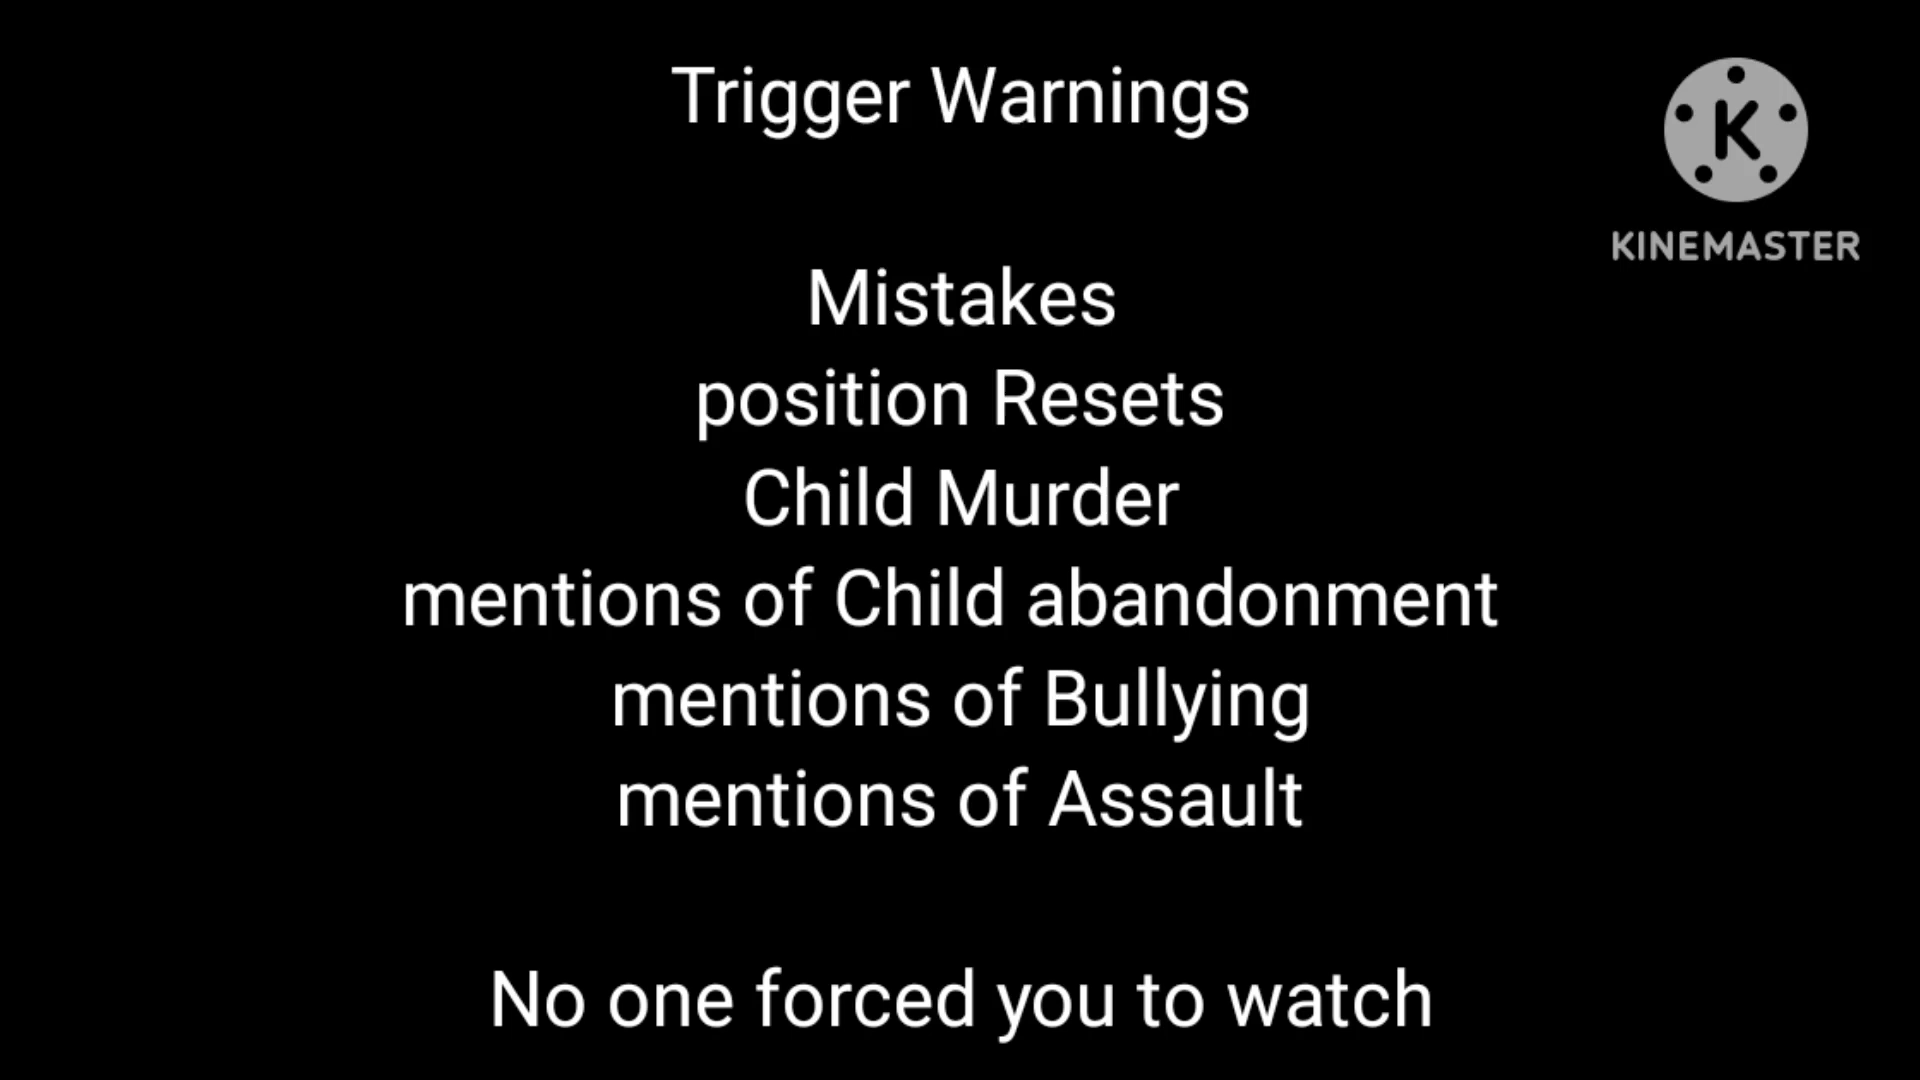 Trigger Warnings
K
KINEMASTER
Mistakes
position Resets
Child Murder
mentions of Child abandonment
mentions of Bullying
mentions of Assault
No one forced you to watch